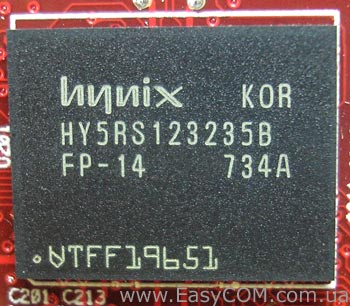 hynix KOR
HY5RS123235B
FP-14 734A
.VTFF19651
C201 C213
www.EasyCOM.com.ua